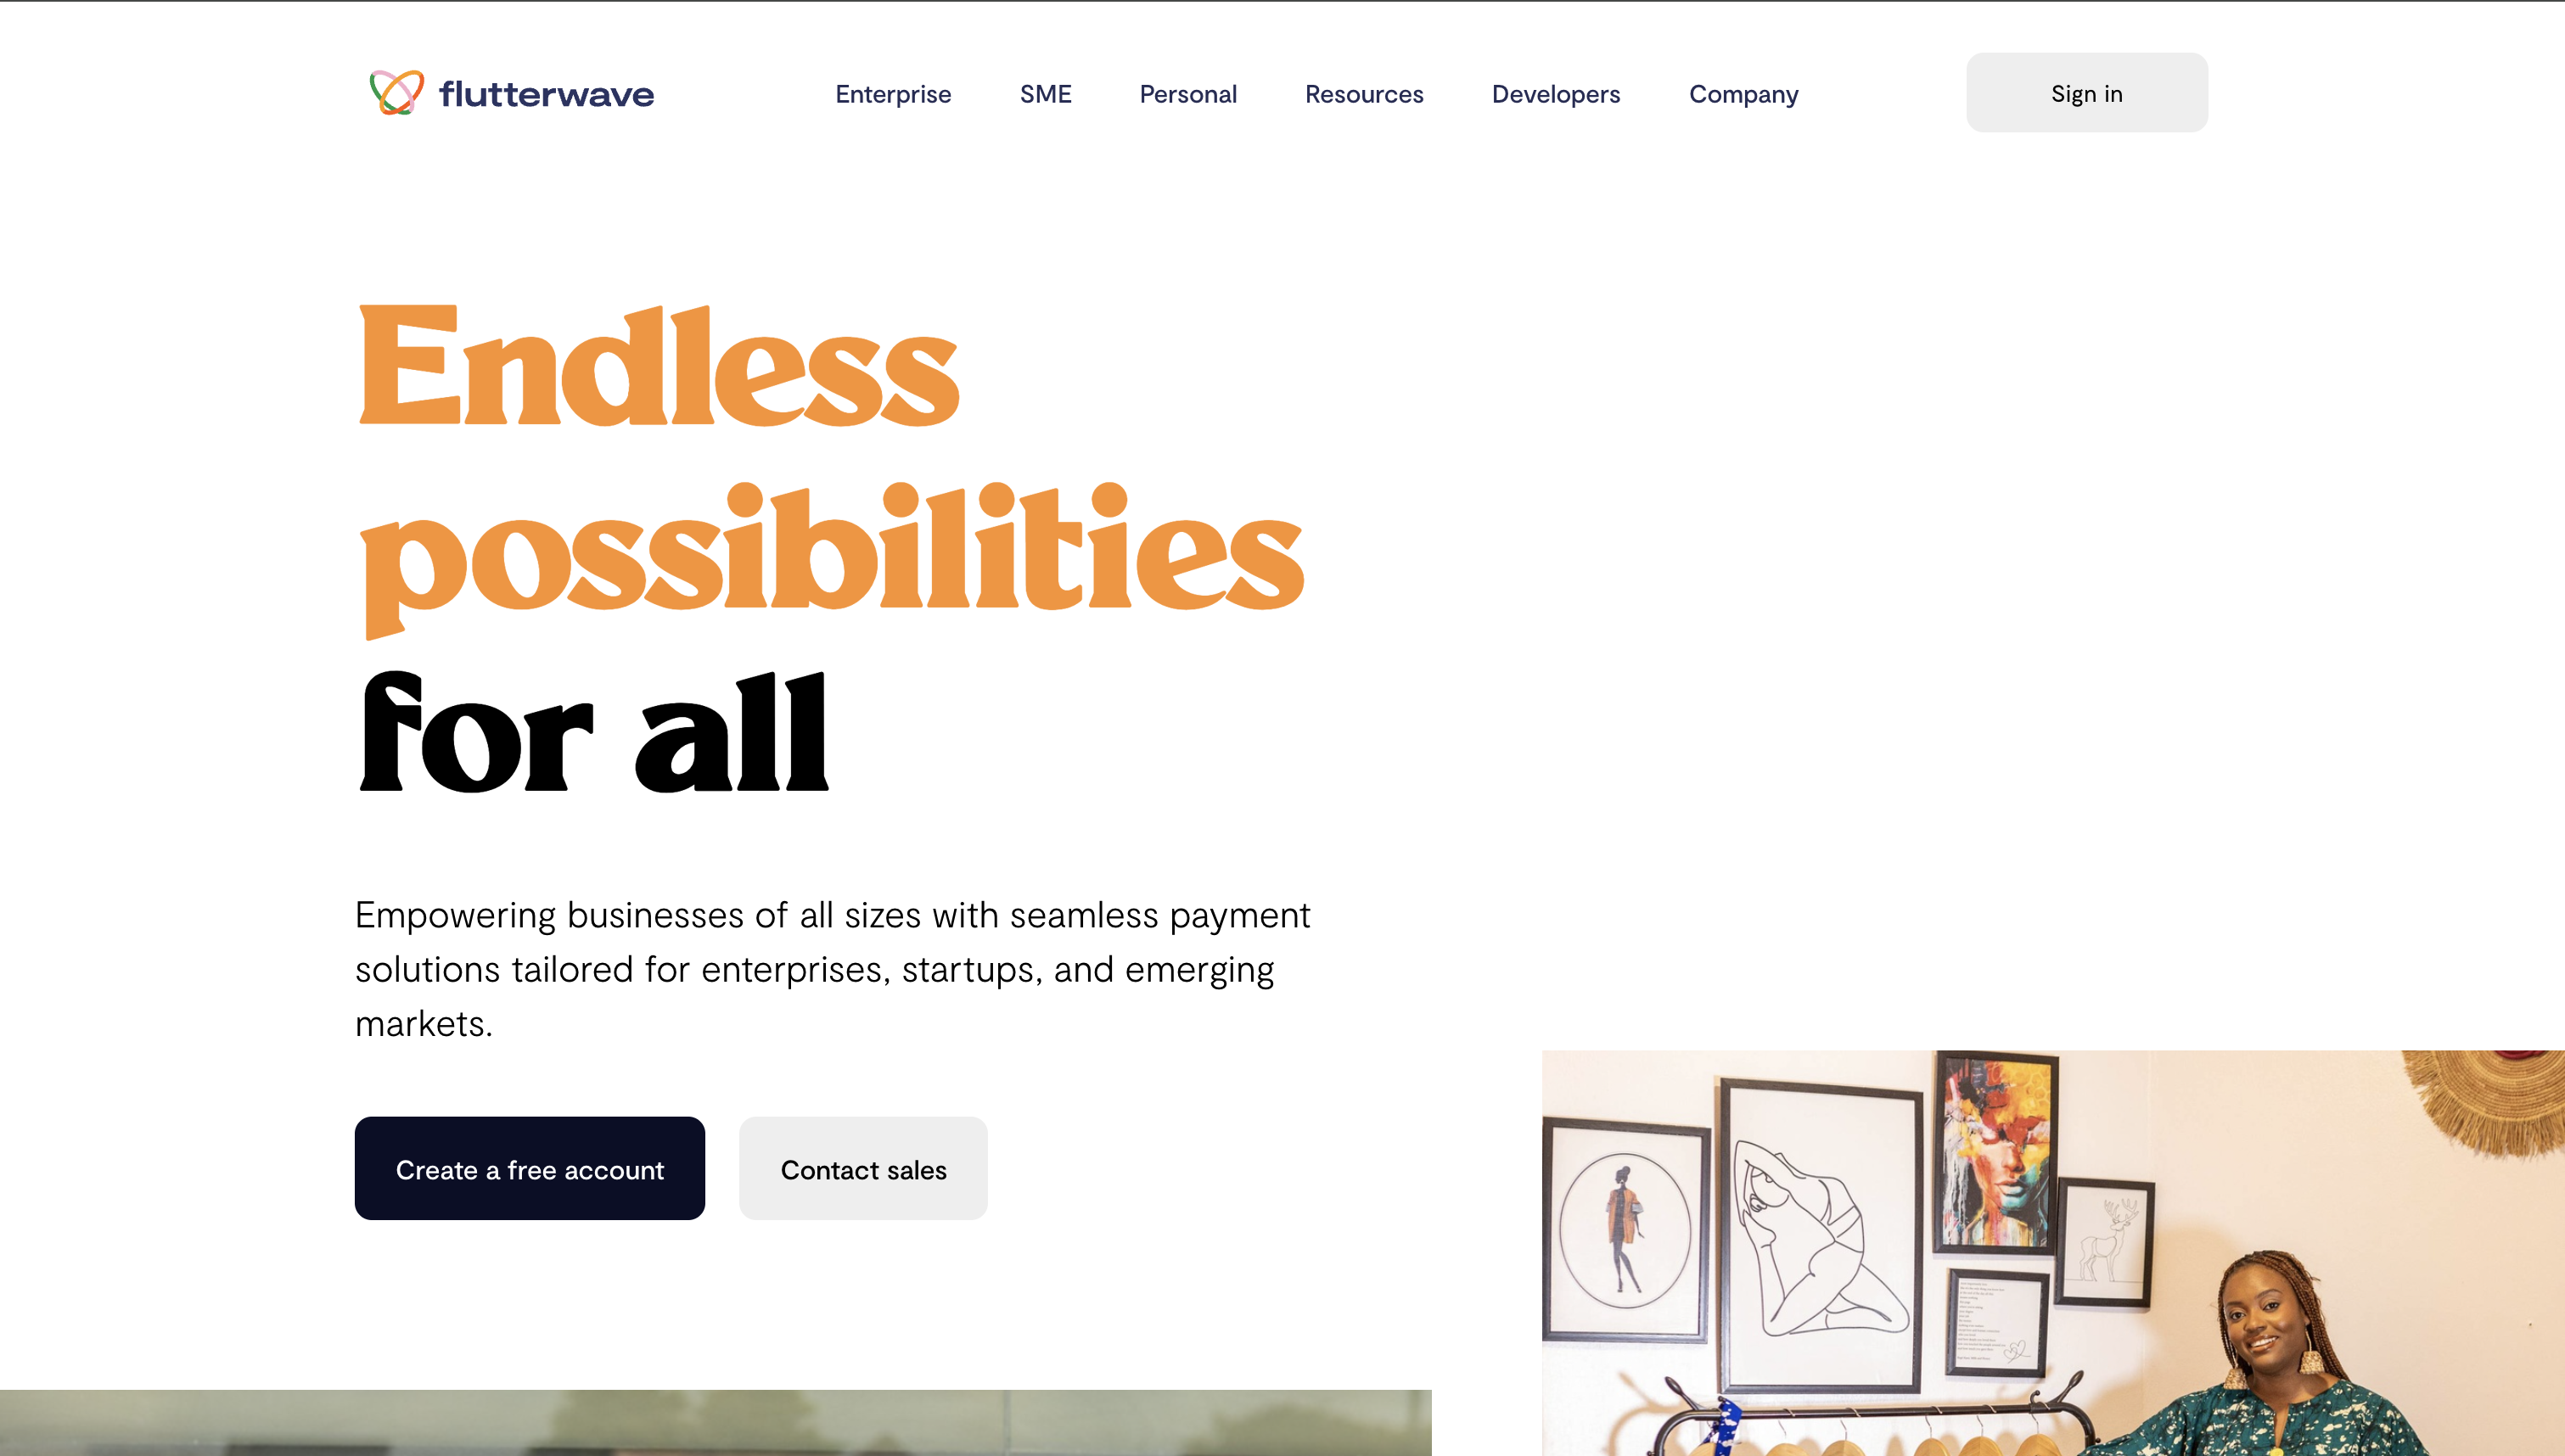 flutterwave
Enterprise
SME
Personal
Resources
Developers
Company
Sign in
Endless
possibilities
for all
Empowering businesses of all sizes with seamless payment
solutions tailored for enterprises, startups, and emerging
markets.
Create a free account
Contact sales